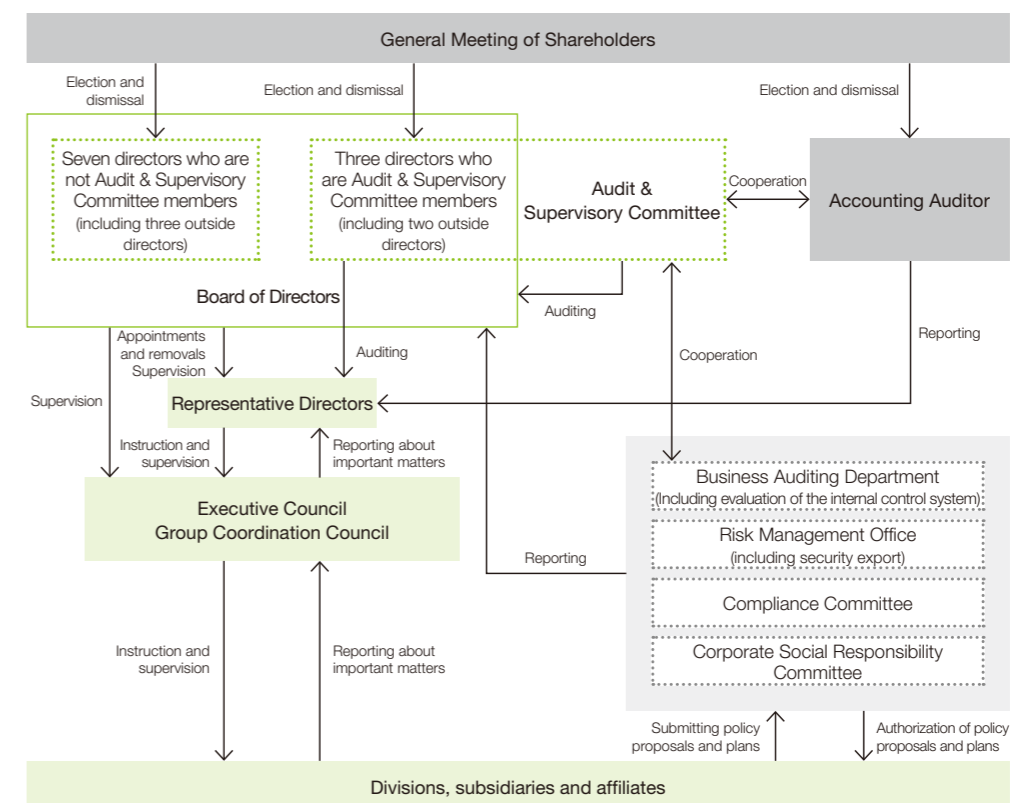 General Meeting of Shareholders
Election and
dismissal
Election and dismissal
Election and dismissal
Seven directors who are
not Audit & Supervisory
Committee members
(including three outside
directors)
Three directors who
are Audit & Supervisory
Committee members
(including two outside
directors)
Audit &
Supervisory Committee
Cooperation
Accounting Auditor
Board of Directors
Auditing
Appointments
and removals
Supervision
Auditing
Cooperation
Reporting
Supervision
Representative Directors
Instruction and
supervision
Reporting about
important matters
Executive Council
Group Coordination Council
Reporting
Business Auditing Department
(Including evaluation of the internal control system)
Risk Management Office
(including security export)
Compliance Committee
Corporate Social Responsibility
Committee
Instruction and
supervision
Reporting about
important matters
Submitting policy
proposals and plans
Authorization of policy
proposals and plans
Divisions, subsidiaries and affiliates